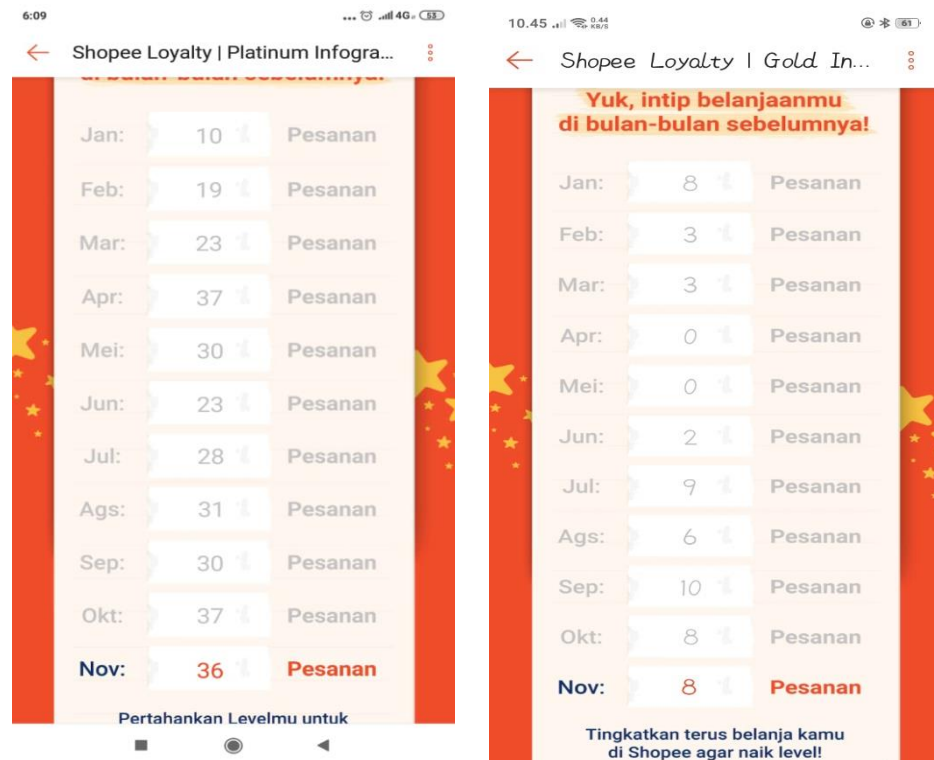 6:09
... 4G 53
Shopee Loyalty | Platinum Infogra...
di bulan-bulan sebelumnya!
Jan: 10 Pesanan
Feb: 19 Pesanan
Mar: 23 Pesanan
Apr: 37 Pesanan
Mei: 30 Pesanan
Jun: 23 Pesanan
Jul: 28 Pesanan
Ags: 31 Pesanan
Sep: 30 Pesanan
Okt: 37 Pesanan
Nov: 36 Pesanan
Pertahankan Levelmu untuk
10.45 0.44 KB/S 61
Shopee Loyalty | Gold In...
Yuk, intip belanjaanmu
di bulan-bulan sebelumnya!
Jan: 8 Pesanan
Feb: 3 Pesanan
Mar: 3 Pesanan
Apr: 0 Pesanan
Mei: 0 Pesanan
Jun: 2 Pesanan
Jul: 9 Pesanan
Ags: 6 Pesanan
Sep: 10 Pesanan
Okt: 8 Pesanan
Nov: 8 Pesanan
Tingkatkan terus belanja kamu
di Shopee agar naik level!